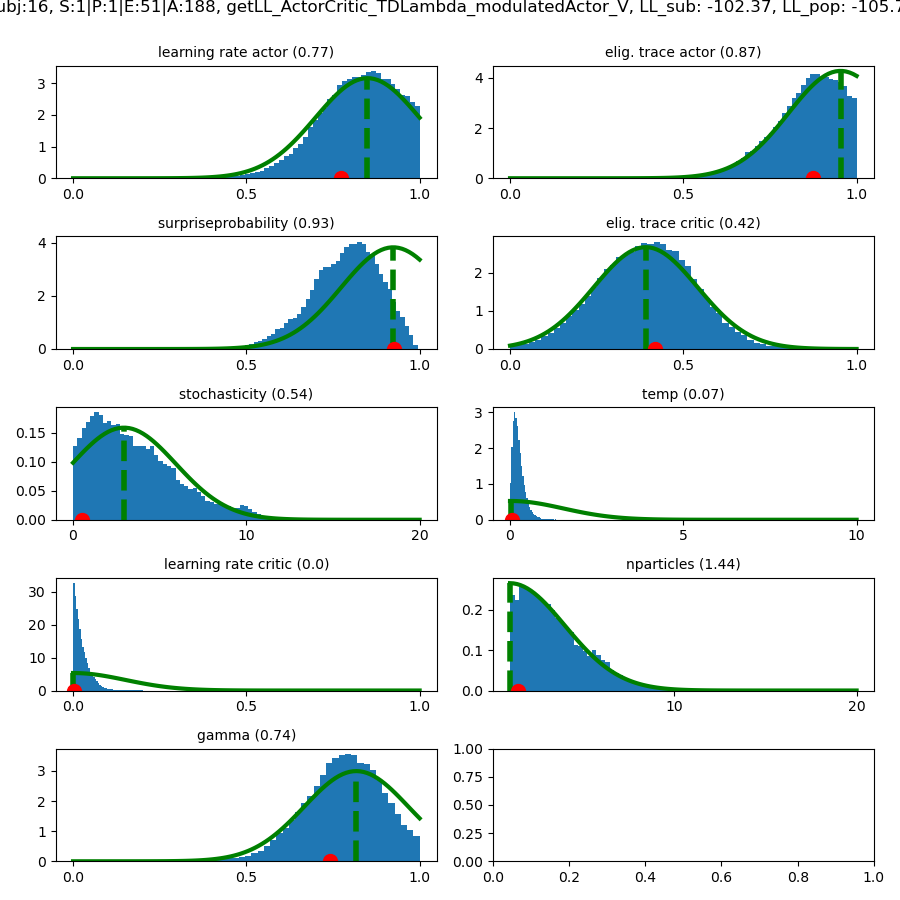 ubj:16, S:1|P:1|E:51|A:188, getLL_ActorCritic_TDLambda_modulatedActor_V, LL_sub: -102.37, LL_pop: -105.7
learning rate actor (0.77)
3
2
1
0
0.0 0.5 1.0
elig. trace actor (0.87)
4
2
0
0.0 0.5 1.0
surpriseprobability (0.93)
4
2
0
0.0 0.5 1.0
elig. trace critic (0.42)
2
1
0
0.0 0.5 1.0
stochasticity (0.54)
0.15
0.10
0.05
0.00
0 10 20
temp (0.07)
3
2
1
0
0 5 10
learning rate critic (0.0)
30
20
10
0
0.0 0.5 1.0
nparticles (1.44)
0.2
0.1
0.0
10 20
gamma (0.74)
3
2
1
0
0.0 0.5 1.0
1.00
0.75
0.50
0.25
0.00
0.0 0.2 0.4 0.6 0.8 1.0